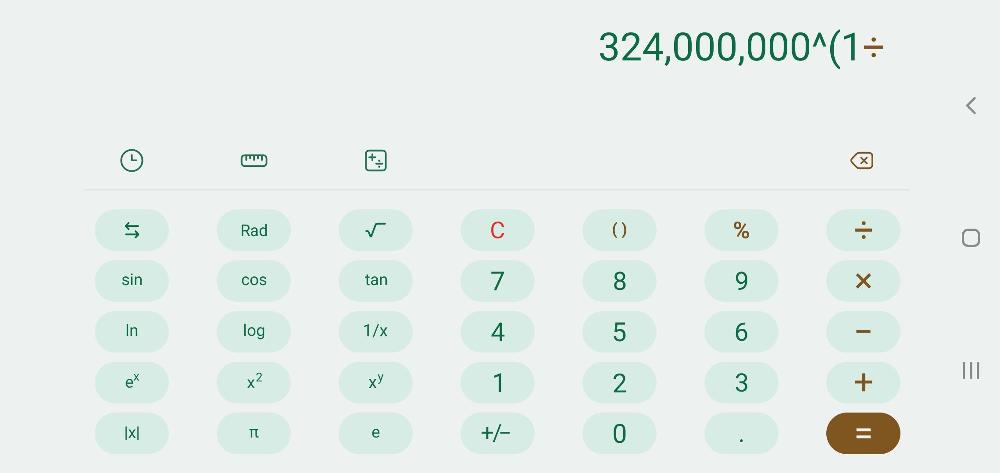 324,000,000^(1÷
Rad √ C ( ) % ÷
sin cos tan 7 8 9 ×
ln log 1/x 4 5 6 −
eˣ x² xʸ 1 2 3 +
|x| π e +/− 0 . =